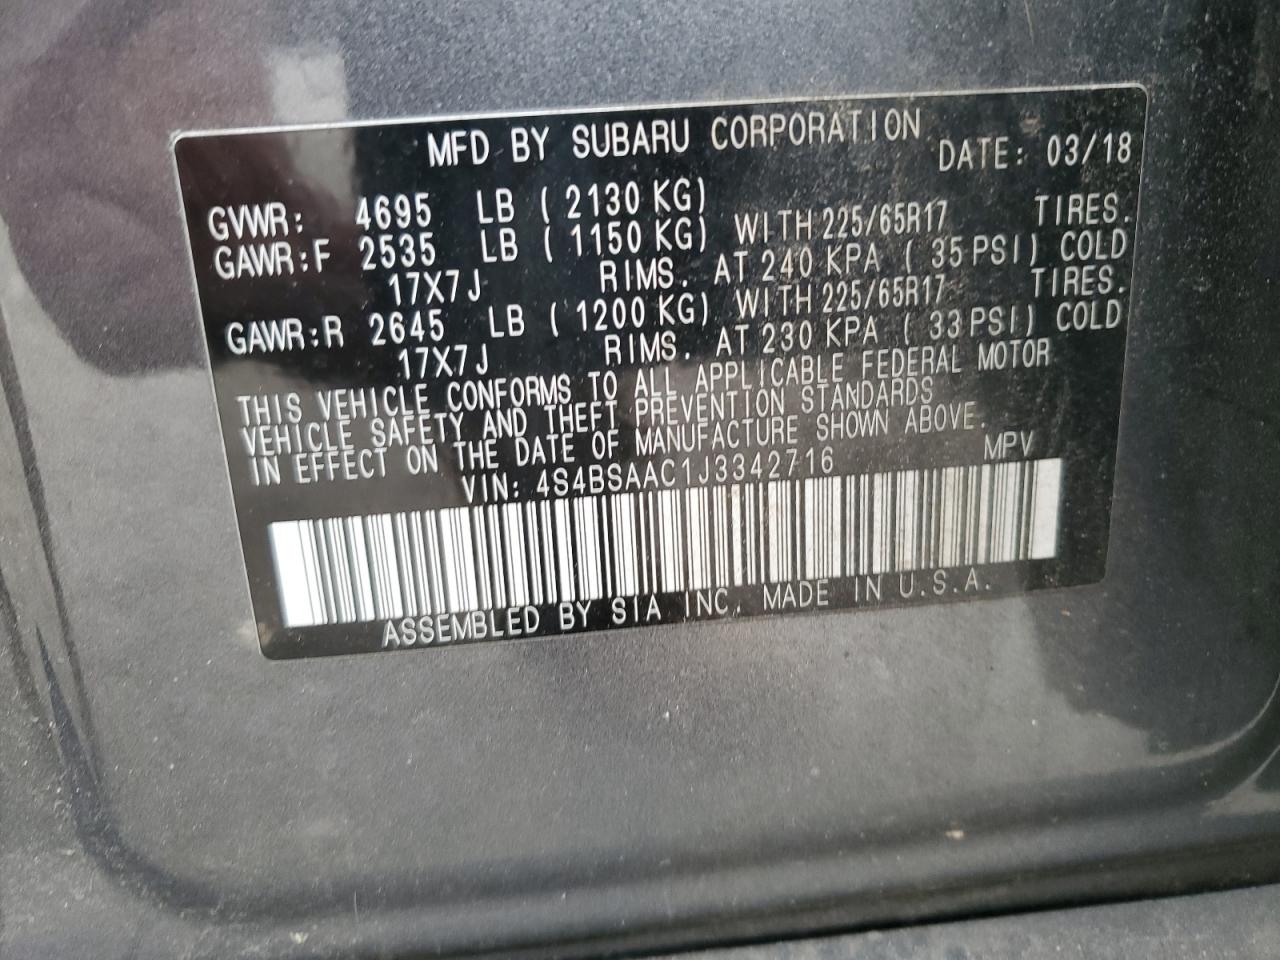 MFD BY SUBARU CORPORATION DATE: 03/18
GVWR: 4695 LB ( 2130 KG)
GAWR:F 2535 LB ( 1150 KG) WITH 225/65R17 TIRES.
17X7J RIMS. AT 240 KPA ( 35 PSI) COLD
GAWR:R 2645 LB ( 1200 KG) WITH 225/65R17 TIRES.
17X7J RIMS. AT 230 KPA ( 33 PSI) COLD
THIS VEHICLE CONFORMS TO ALL APPLICABLE FEDERAL MOTOR
VEHICLE SAFETY AND THEFT PREVENTION STANDARDS
IN EFFECT ON THE DATE OF MANUFACTURE SHOWN ABOVE.
VIN: 4S4BSAAC1J3342716 MPV
ASSEMBLED BY SIA INC. MADE IN U.S.A.